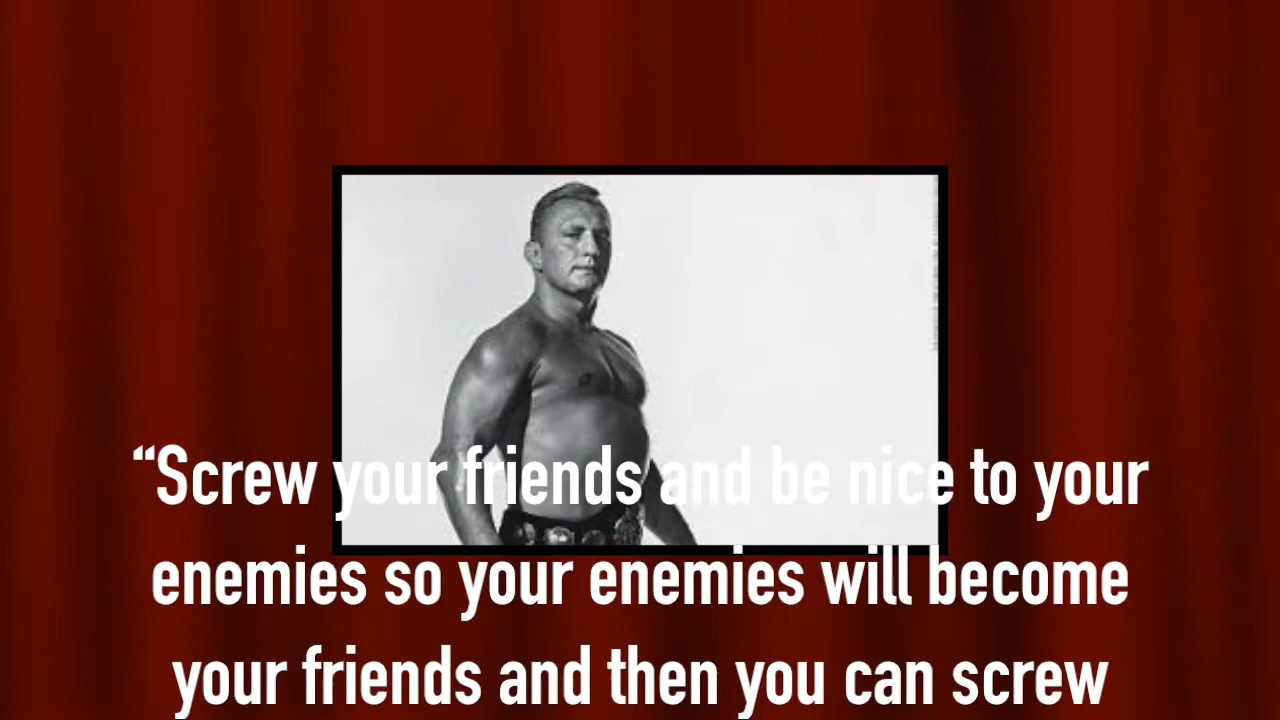 “Screw your friends and be nice to your
enemies so your enemies will become
your friends and then you can screw